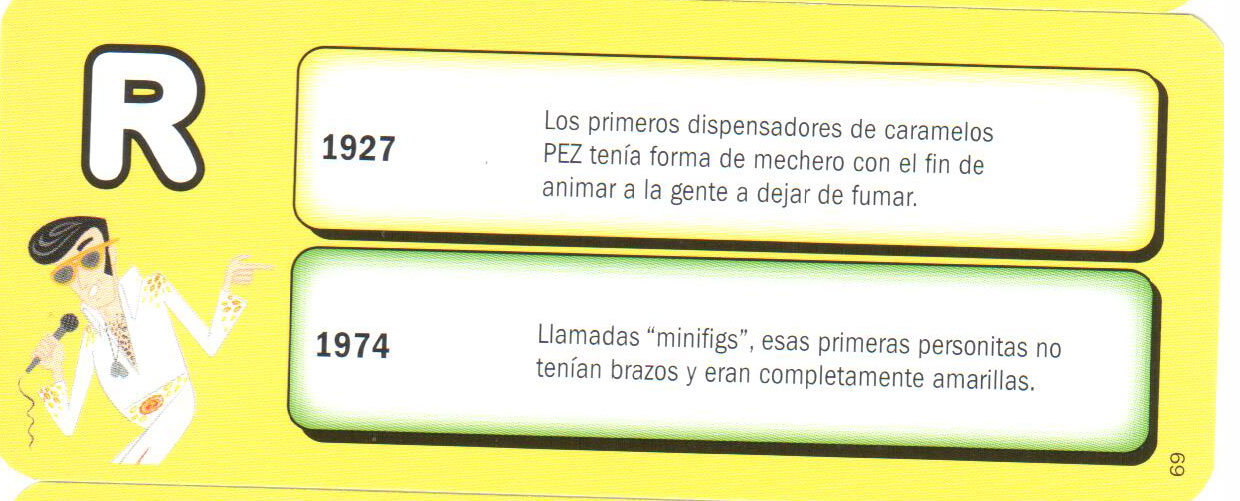 R
1927
Los primeros dispensadores de caramelos
PEZ tenía forma de mechero con el fin de
animar a la gente a dejar de fumar.
1974
Llamadas “minifigs”, esas primeras personitas no
tenían brazos y eran completamente amarillas.
69